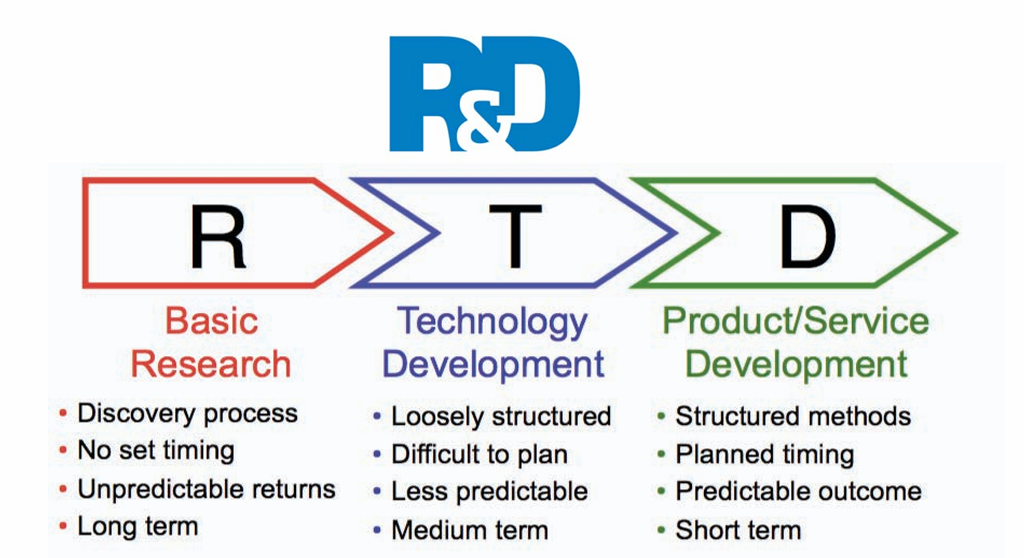 R&D
R
T
D
Basic
Research
Technology
Development
Product/Service
Development
• Discovery process
• No set timing
• Unpredictable returns
• Long term
• Loosely structured
• Difficult to plan
• Less predictable
• Medium term
• Structured methods
• Planned timing
• Predictable outcome
• Short term